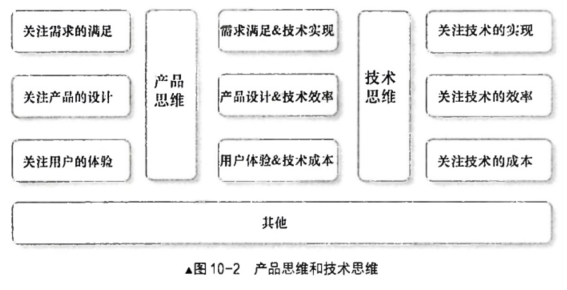 关注需求的满足
需求满足&技术实现
关注技术的实现
产品
思维
技术
思维
关注产品的设计
产品设计&技术效率
关注技术的效率
关注用户的体验
用户体验&技术成本
关注技术的成本
其他
▲图10-2 产品思维和技术思维